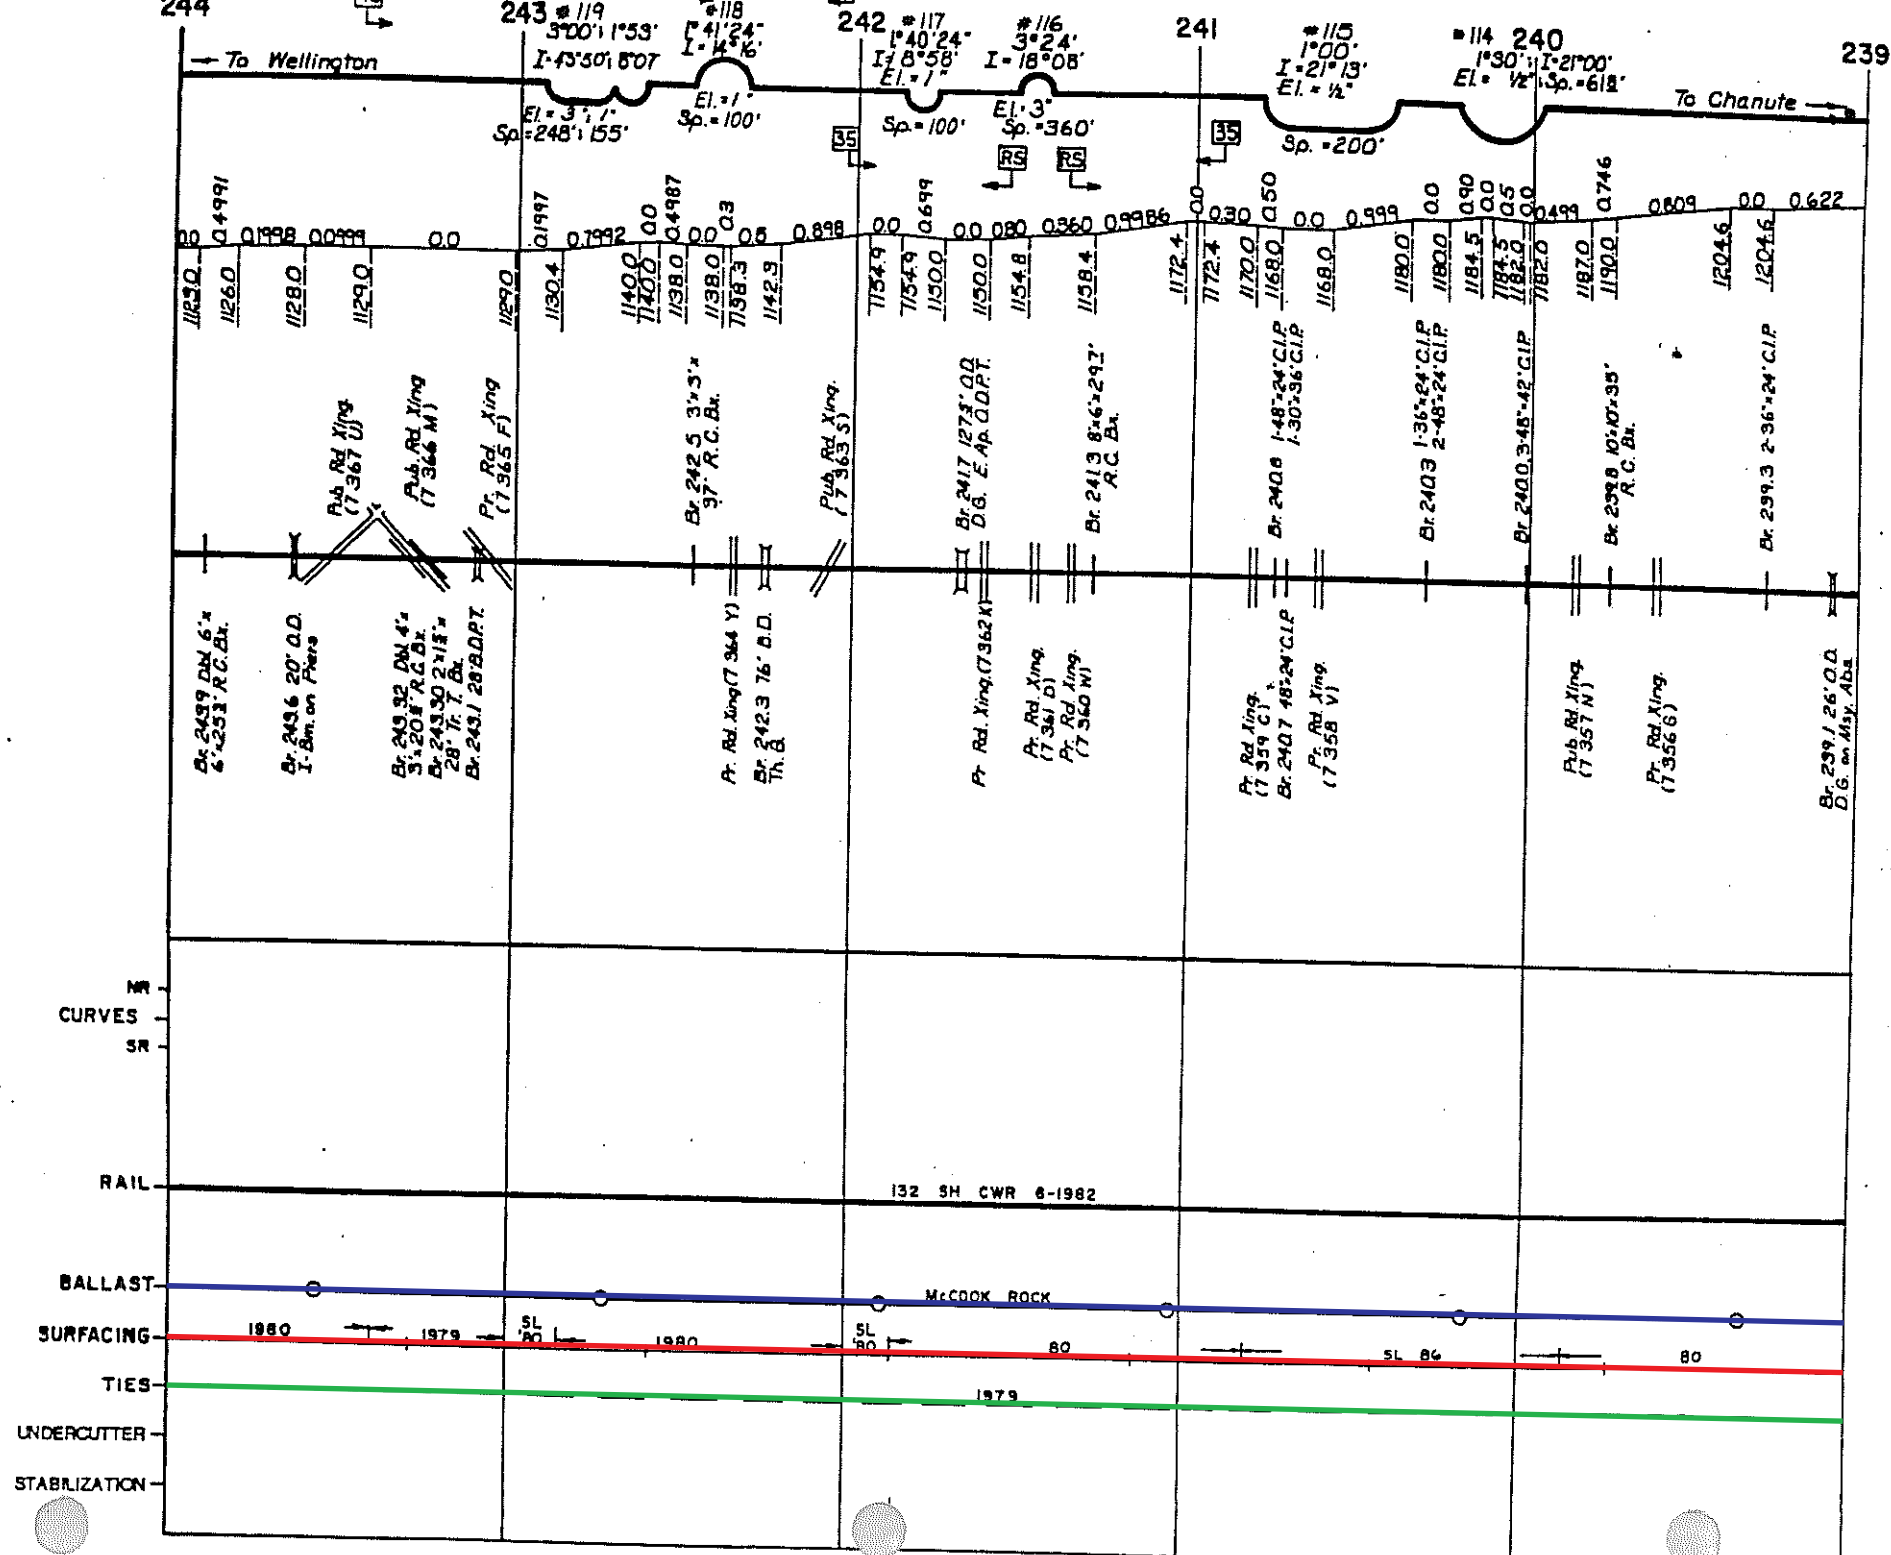 244
243
242
241
240
239
#119
3°00'; 1°53'
#118
1°41'24"
I=14°16'
#117
1°40'24"
I=8°58'
El.=1"
#116
3°24'
I=18°08'
#115
1°00'
I=21°13'
El.=½"
#114
1°30'; I=21°00'
El.= ½"; Sp.=618'
← To Wellington
To Chanute →
El.=3"; 1"
Sp.=248'; 155'
El.=1"
Sp.=100'
Sp.=100'
El. 3"
Sp.=360'
Sp.=200'
35
RS
RS
35
0.0
0.4991
0.1998
0.0999
0.0
0.1997
0.7992
0.0
0.4987
0.0
0.3
0.5
0.898
0.0
0.699
0.0
0.80
0.360
0.9986
0.0
0.30
0.50
0.0
0.999
0.0
0.90
0.0
0.5
0.0
0.499
0.746
0.809
0.0
0.622
1123.0
1126.0
1128.0
1129.0
1129.0
1130.4
1140.0
1140.0
1138.0
1138.0
1138.3
1142.3
1154.9
1154.9
1150.0
1150.0
1154.8
1158.4
1172.4
1172.4
1170.0
1168.0
1168.0
1180.0
1180.0
1184.5
1184.5
1182.0
1182.0
1187.0
1190.0
1204.6
1204.6
Pub. Rd. Xing.
(7 367 U)
Pub. Rd. Xing
(7 366 M)
Pr. Rd. Xing
(7 365 F)
Br. 242.5 3'x3'x
37' R.C. Bx.
Pub. Rd. Xing.
(7 363 S)
Br. 241.7 O.D.
D.G. E. Ap. O.D.P.T.
Br. 241.3 8'x6'x29.7'
R.C. Bx.
Br. 240.8 1-48"x24' C.I.P.
1-30"x36' C.I.P.
Br. 240.3 1-36"x24' C.I.P.
2-48"x24' C.I.P.
Br. 240.0, 3-48"-42' C.I.P.
Br. 239.8 10'x10'x35'
R.C. Bx.
Br. 239.3 2-36"x24' C.I.P.
Br. 243.9 Dbl. 6'x
R.C. Bx.
Br. 243.6 20' O.D.
I-Bm. on Piers
Br. 243.32 Dbl. 4'x
R.C. Bx.
Br. 243.30
28' Tr. T. Bx.
Br. 243.1 28' B.D.P.T.
Pr. Rd. Xing (7 364 Y)
Br. 242.3 76' B.D.
Th. G.
Pr. Rd. Xing. (7 362 K)
Pr. Rd. Xing.
(7 361 D)
Pr. Rd. Xing.
(7 360 W)
Pr. Rd. Xing.
(7 359 C)
Br. 240.7 48"x24' C.I.P.
Pr. Rd. Xing.
(7 358 V)
Pub. Rd. Xing.
(7 357 N)
Pr. Rd. Xing.
(7 356 G)
Br. 239.1 26' O.D.
D.G. on Msy. Abs.
NR
CURVES
SR
RAIL
132 SH CWR 6-1982
BALLAST
McCOOK ROCK
SURFACING
1980
1979
SL
'80
1980
SL
'80
80
SL 86
80
TIES
1979
UNDERCUTTER
STABILIZATION